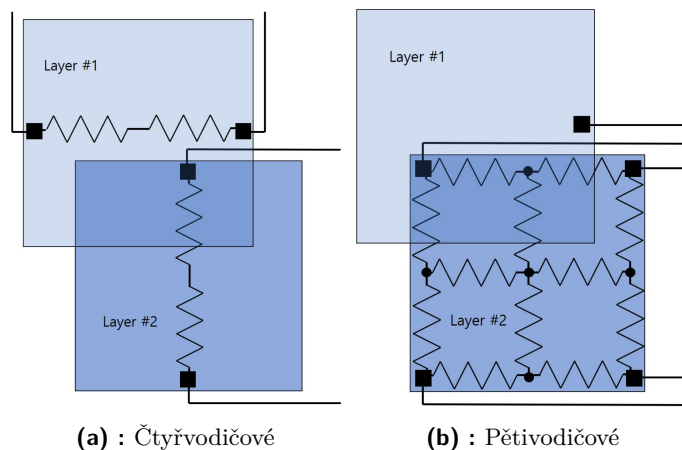 Layer #1
Layer #2
(a) : Čtyřvodičové
Layer #1
Layer #2
(b) : Pětivodičové